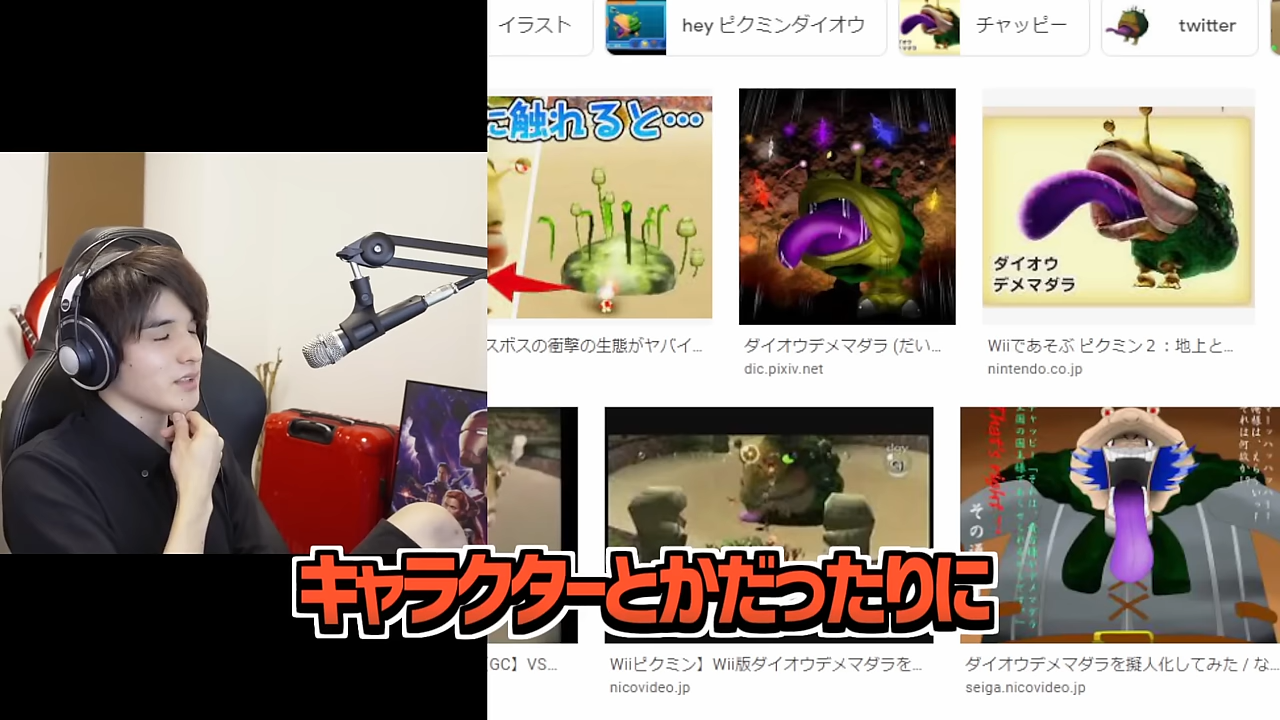 イラスト
hey ピクミンダイオウ
チャッピー
twitter
に触れると…
ダイオウ
デメマダラ
スボスの衝撃の生態がヤバイ...
ダイオウデメマダラ (だい...
dic.pixiv.net
Wiiであそぶ ピクミン２：地上と...
nintendo.co.jp
day
That's right!
その
キャラクターとかだったりに
GC】VS...
Wiiピクミン】Wii版ダイオウデメマダラを...
nicovideo.jp
ダイオウデメマダラを擬人化してみた / な...
seiga.nicovideo.jp